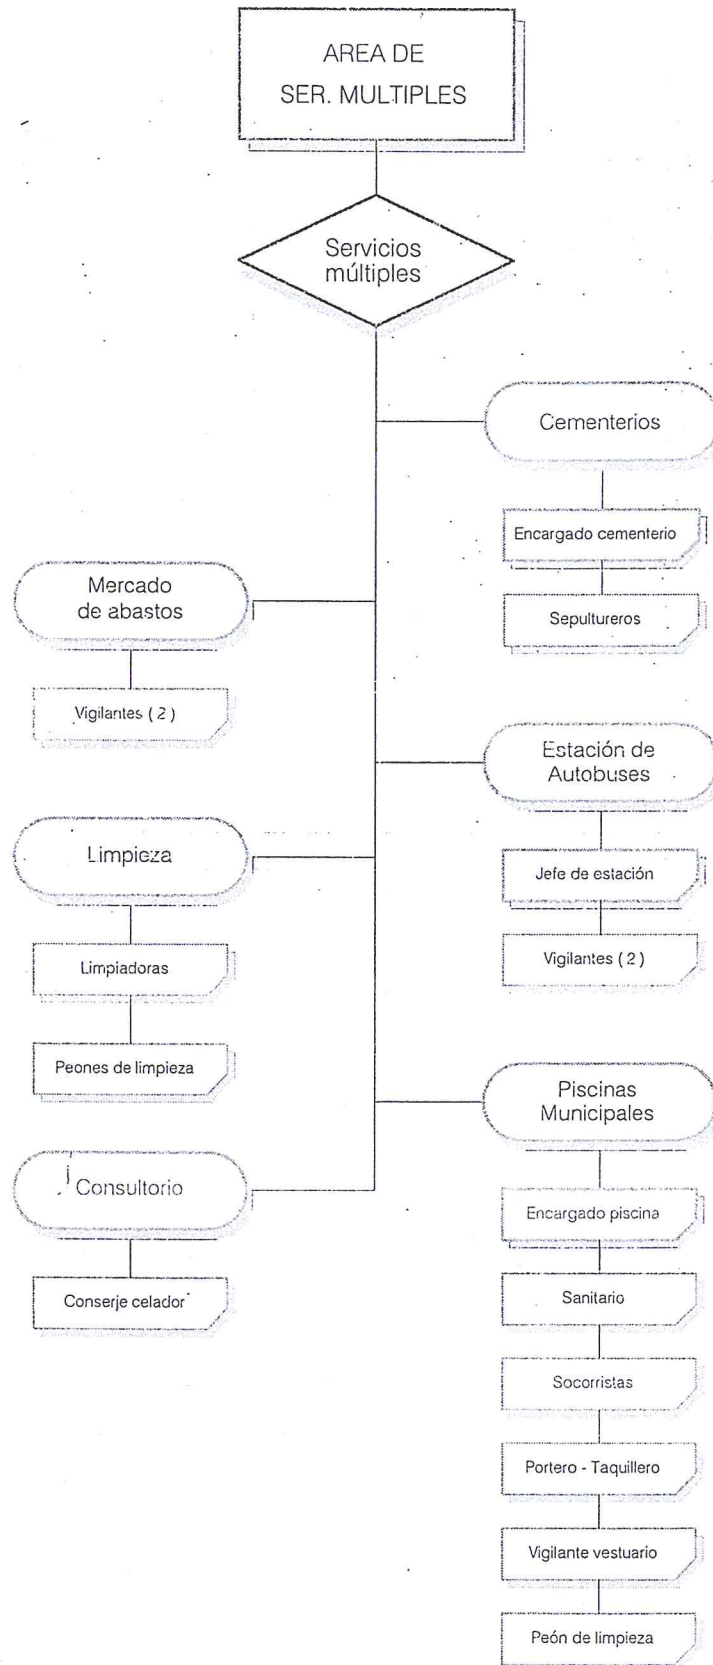 AREA DE
SER. MULTIPLES
Servicios
múltiples
Cementerios
Encargado cementerio
Sepultureros
Mercado
de abastos
Vigilantes ( 2 )
Estación de
Autobuses
Jefe de estación
Vigilantes ( 2 )
Limpieza
Limpiadoras
Peones de limpieza
Piscinas
Municipales
Encargado piscina
Sanitario
Socorristas
Portero - Taquillero
Vigilante vestuario
Peón de limpieza
Consultorio
Conserje celador